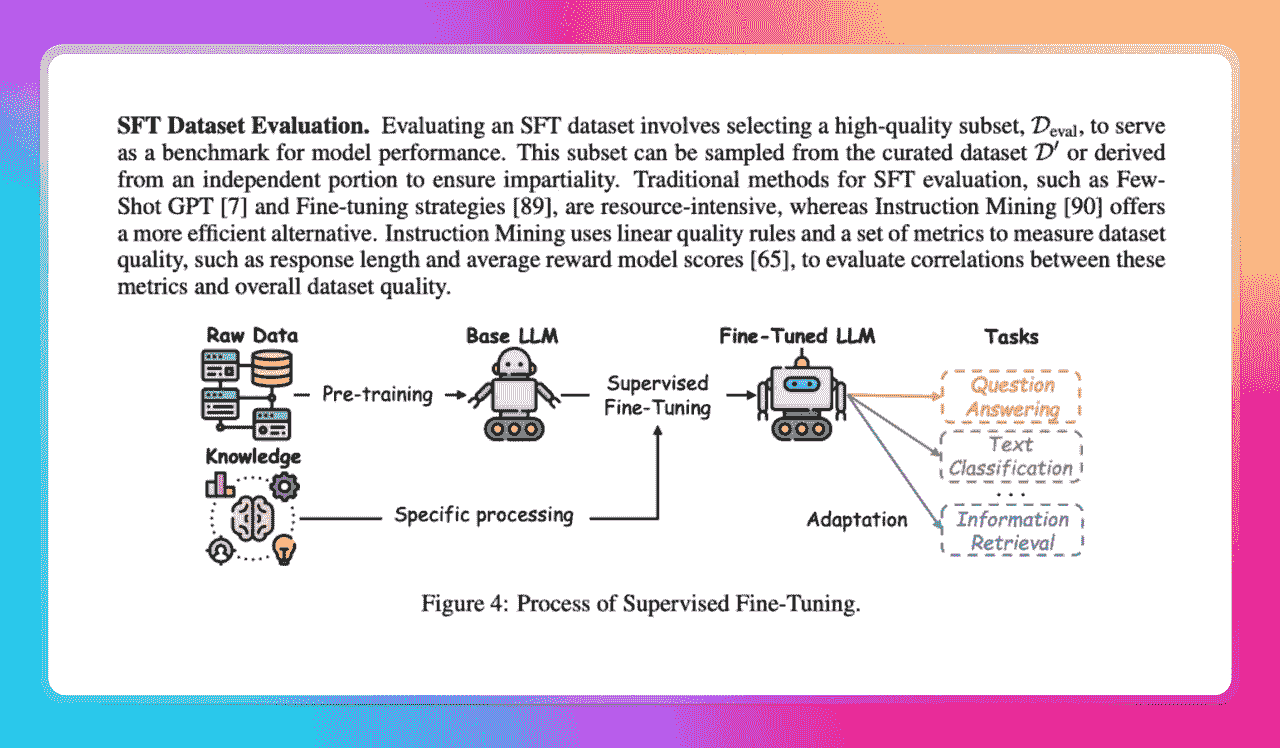 SFT Dataset Evaluation. Evaluating an SFT dataset involves selecting a high-quality subset, 𝒟eval, to serve
as a benchmark for model performance. This subset can be sampled from the curated dataset 𝒟′ or derived
from an independent portion to ensure impartiality. Traditional methods for SFT evaluation, such as Few-
Shot GPT [7] and Fine-tuning strategies [89], are resource-intensive, whereas Instruction Mining [90] offers
a more efficient alternative. Instruction Mining uses linear quality rules and a set of metrics to measure dataset
quality, such as response length and average reward model scores [65], to evaluate correlations between these
metrics and overall dataset quality.
Raw Data
Base LLM
Fine-Tuned LLM
Tasks
Pre-training
Supervised
Fine-Tuning
Question
Answering
Text
Classification
...
Knowledge
Specific processing
Adaptation
Information
Retrieval
Figure 4: Process of Supervised Fine-Tuning.